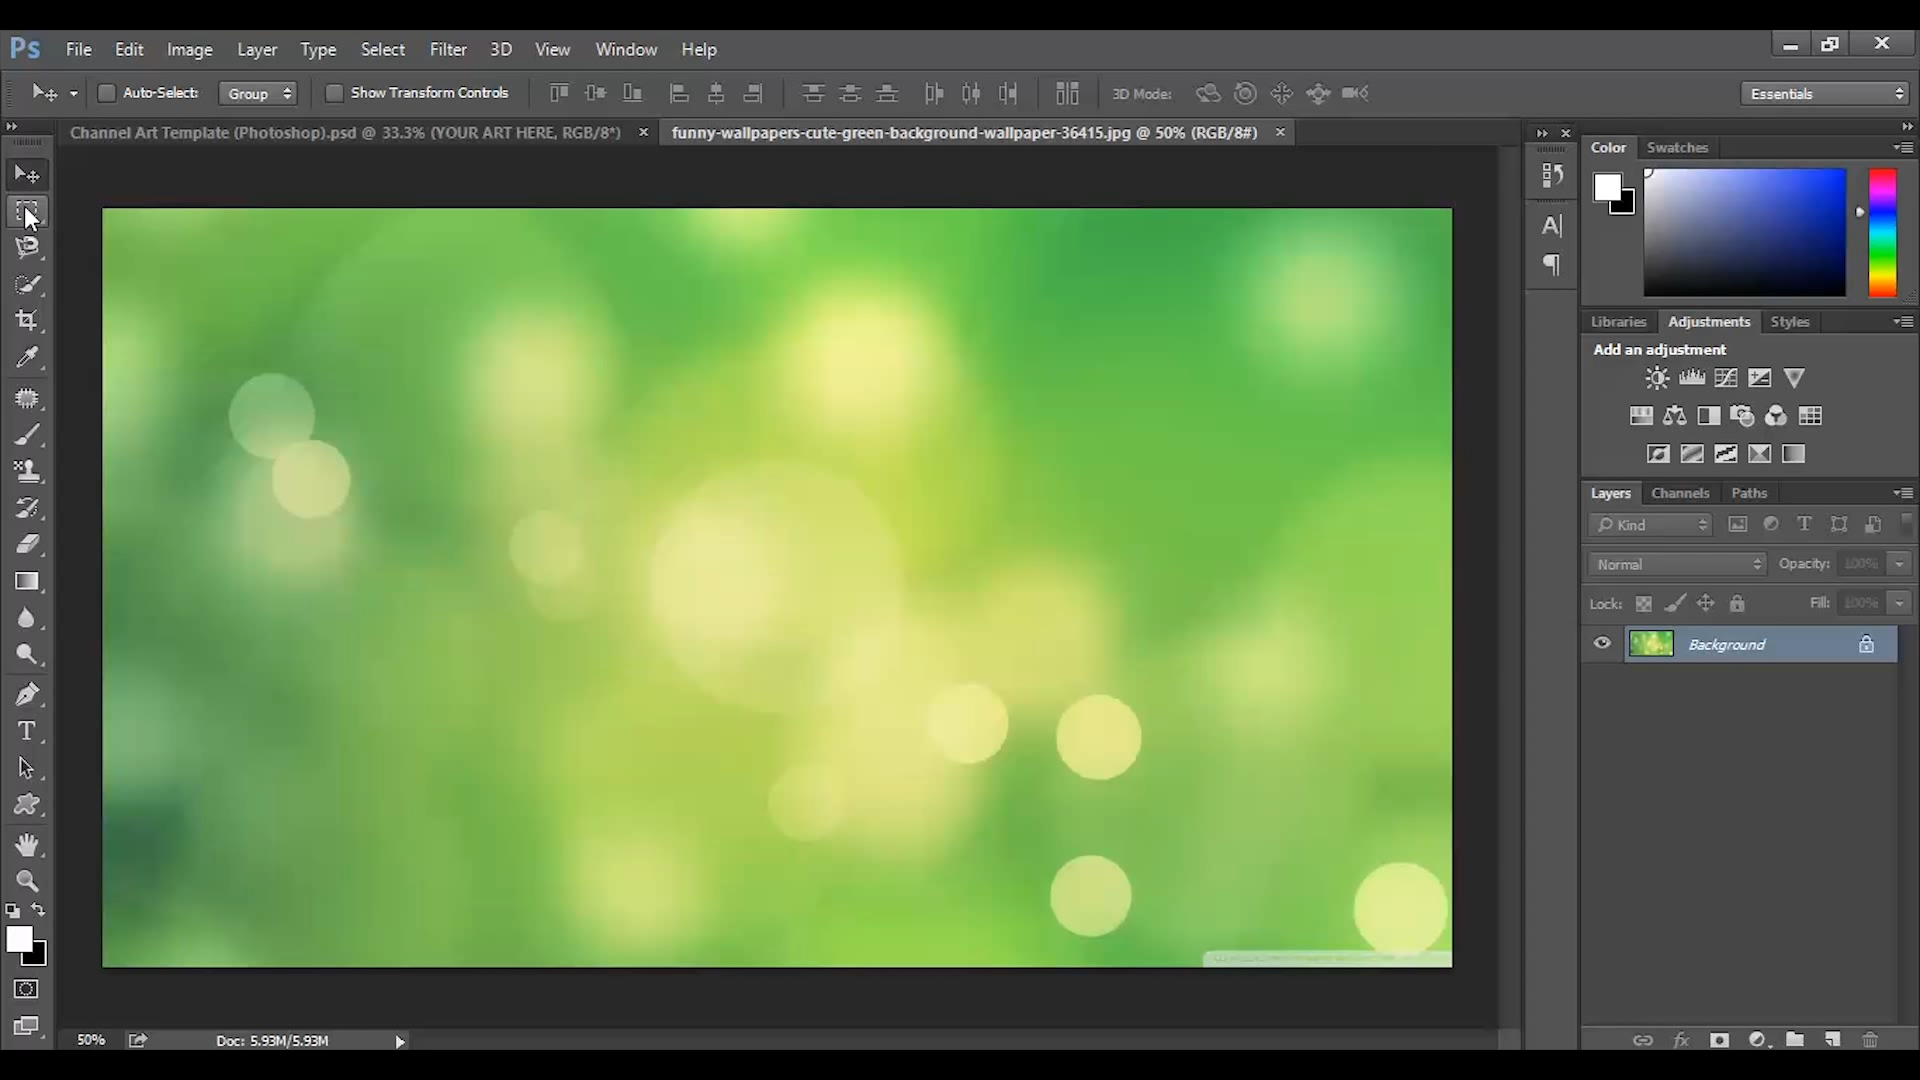 Ps File Edit Image Layer Type Select Filter 3D View Window Help
Auto-Select: Group Show Transform Controls 3D Mode: Essentials
Channel Art Template (Photoshop).psd @ 33.3% (YOUR ART HERE, RGB/8*) × funny-wallpapers-cute-green-background-wallpaper-36415.jpg @ 50% (RGB/8#) ×
Color Swatches
Libraries Adjustments Styles
Add an adjustment
Layers Channels Paths
Kind
Normal Opacity: 100%
Lock: Fill: 100%
Background
50% Doc: 5.93M/5.93M